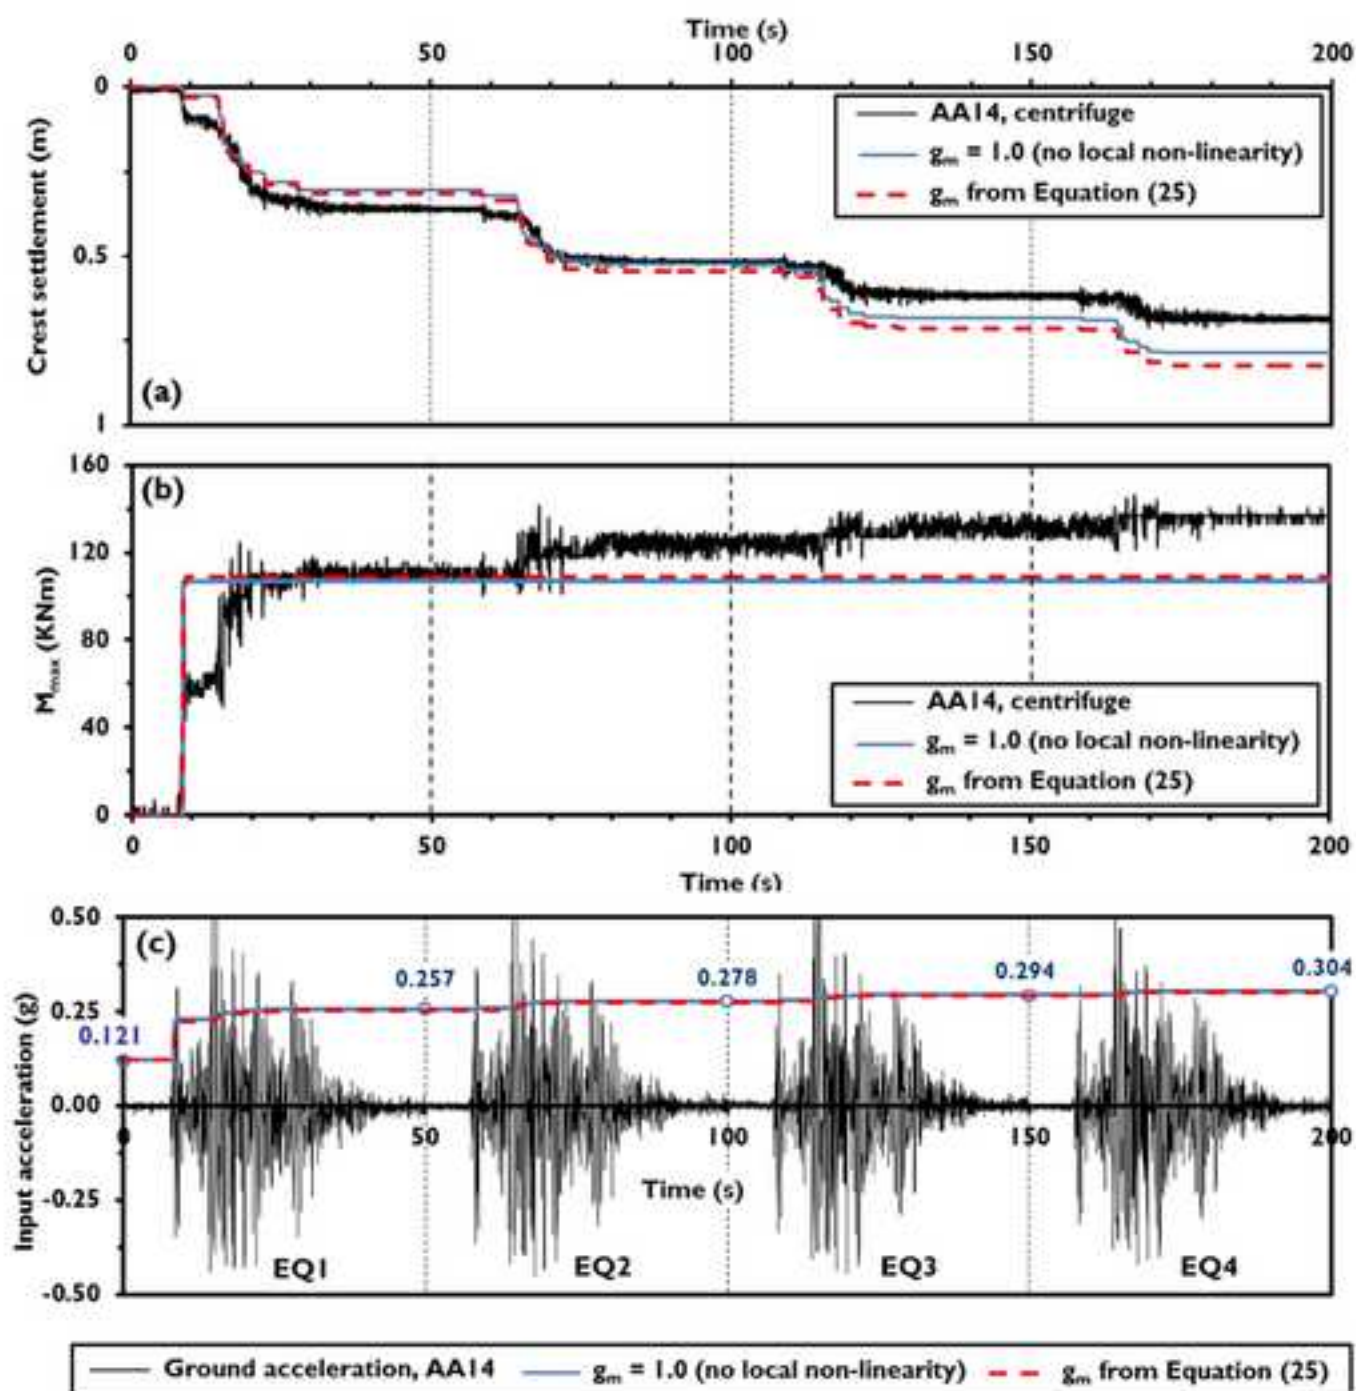 Time (s)
0 50 100 150 200
0
0.5
1
Crest settlement (m)
AA14, centrifuge
gₘ = 1.0 (no local non-linearity)
gₘ from Equation (25)
(a)
160
120
80
40
0
Mₘₐₓ (KNm)
(b)
AA14, centrifuge
gₘ = 1.0 (no local non-linearity)
gₘ from Equation (25)
0 50 100 150 200
Time (s)
0.50
0.25
0.00
-0.25
-0.50
Input acceleration (g)
(c)
0.121
0.257
0.278
0.294
0.304
0 50 100 150 200
Time (s)
EQ1 EQ2 EQ3 EQ4
Ground acceleration, AA14 gₘ = 1.0 (no local non-linearity) gₘ from Equation (25)